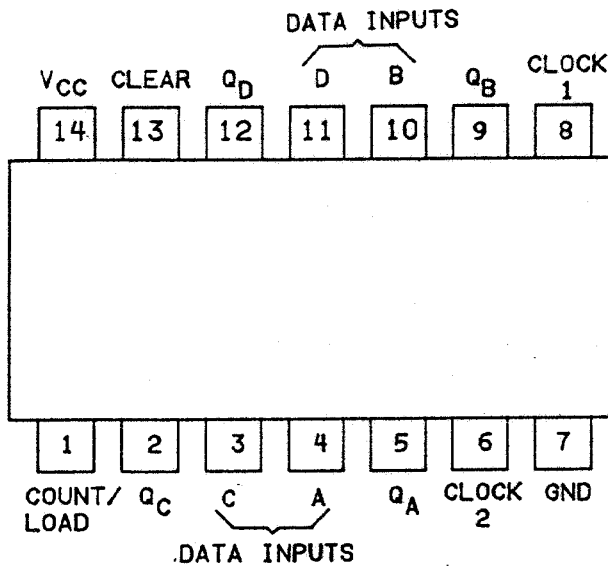 DATA INPUTS
VCC CLEAR QD D B QB CLOCK 1
14 13 12 11 10 9 8
1 2 3 4 5 6 7
COUNT/LOAD QC C A QA CLOCK 2 GND
.DATA INPUTS